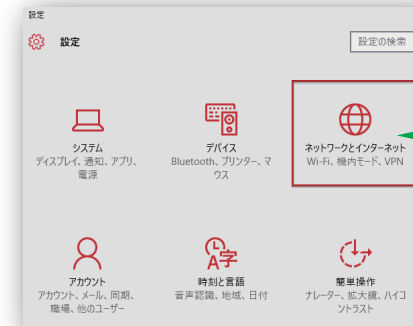 設定
設定
設定の検索
システム
ディスプレイ、通知、アプリ、
電源
デバイス
Bluetooth、プリンター、マ
ウス
ネットワークとインターネット
Wi-Fi、機内モード、VPN
アカウント
アカウント、メール、同期、
職場、他のユーザー
時刻と言語
音声認識、地域、日付
簡単操作
ナレーター、拡大鏡、ハイコ
ントラスト